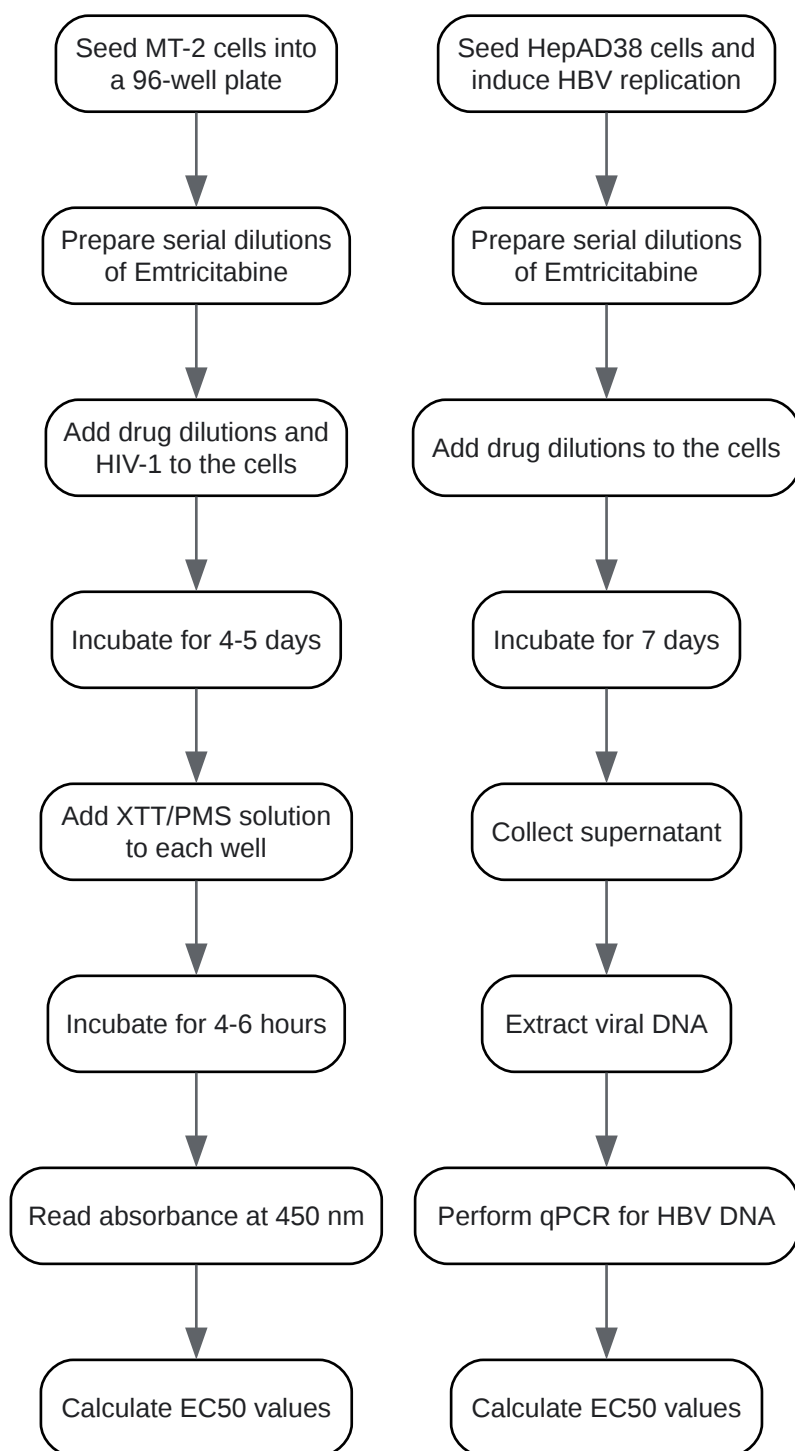 Seed MT-2 cells into
a 96-well plate
Prepare serial dilutions
of Emtricitabine
Add drug dilutions and
HIV-1 to the cells
Incubate for 4-5 days
Add XTT/PMS solution
to each well
Incubate for 4-6 hours
Read absorbance at 450 nm
Calculate EC50 values
Seed HepAD38 cells and
induce HBV replication
Prepare serial dilutions
of Emtricitabine
Add drug dilutions to the cells
Incubate for 7 days
Collect supernatant
Extract viral DNA
Perform qPCR for HBV DNA
Calculate EC50 values